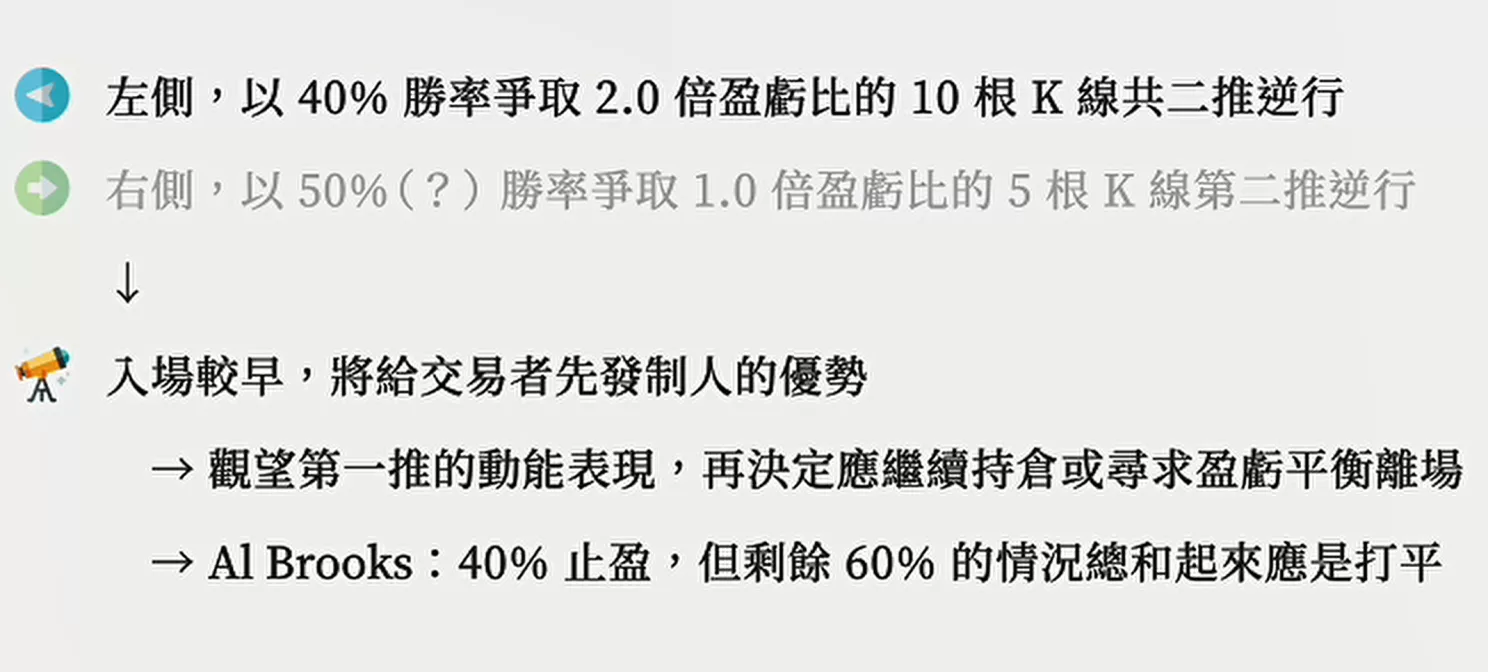 左側，以 40% 勝率爭取 2.0 倍盈虧比的 10 根 K 線共二推逆行
右側，以 50%（？）勝率爭取 1.0 倍盈虧比的 5 根 K 線第二推逆行
↓
入場較早，將給交易者先發制人的優勢
→ 觀望第一推的動能表現，再決定應繼續持倉或尋求盈虧平衡離場
→ Al Brooks：40% 止盈，但剩餘 60% 的情況總和起來應是打平